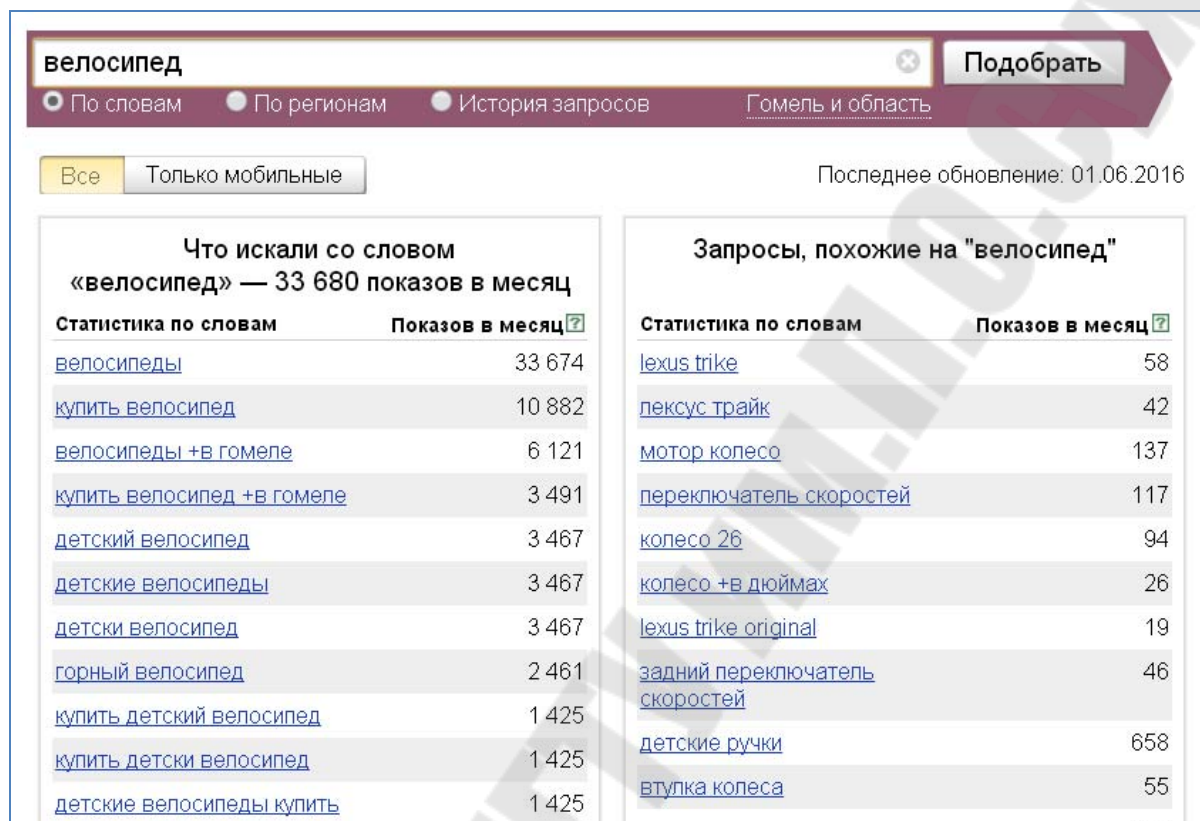 велосипед
Подобрать
По словам По регионам История запросов Гомель и область
Все Только мобильные Последнее обновление: 01.06.2016
Что искали со словом
«велосипед» — 33 680 показов в месяц
Статистика по словам Показов в месяц ?
велосипеды 33 674
купить велосипед 10 882
велосипеды +в гомеле 6 121
купить велосипед +в гомеле 3 491
детский велосипед 3 467
детские велосипеды 3 467
детски велосипед 3 467
горный велосипед 2 461
купить детский велосипед 1 425
купить детски велосипед 1 425
детские велосипеды купить 1 425
Запросы, похожие на "велосипед"
Статистика по словам Показов в месяц ?
lexus trike 58
лексус трайк 42
мотор колесо 137
переключатель скоростей 117
колесо 26 94
колесо +в дюймах 26
lexus trike original 19
задний переключатель 46
скоростей
детские ручки 658
втулка колеса 55